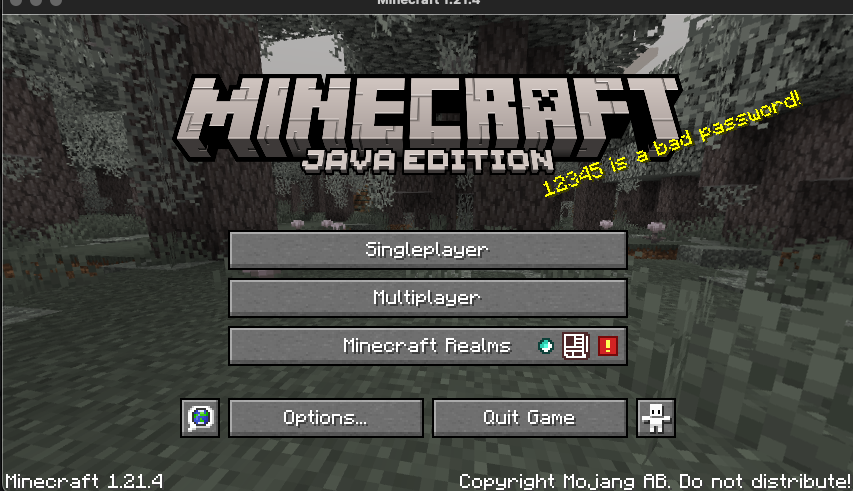 Minecraft 1.21.4
MINECRAFT
JAVA EDITION
12345 is a bad password!
Singleplayer
Multiplayer
Minecraft Realms
!
Options...
Quit Game
Minecraft 1.21.4
Copyright Mojang AB. Do not distribute!